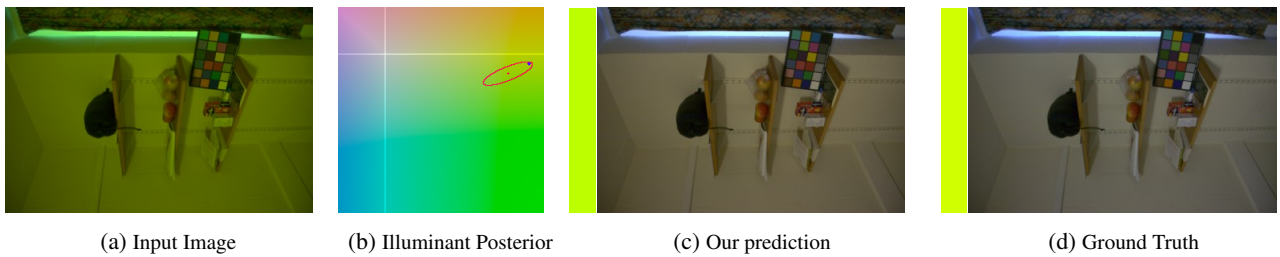 (a) Input Image
(b) Illuminant Posterior
(c) Our prediction
(d) Ground Truth